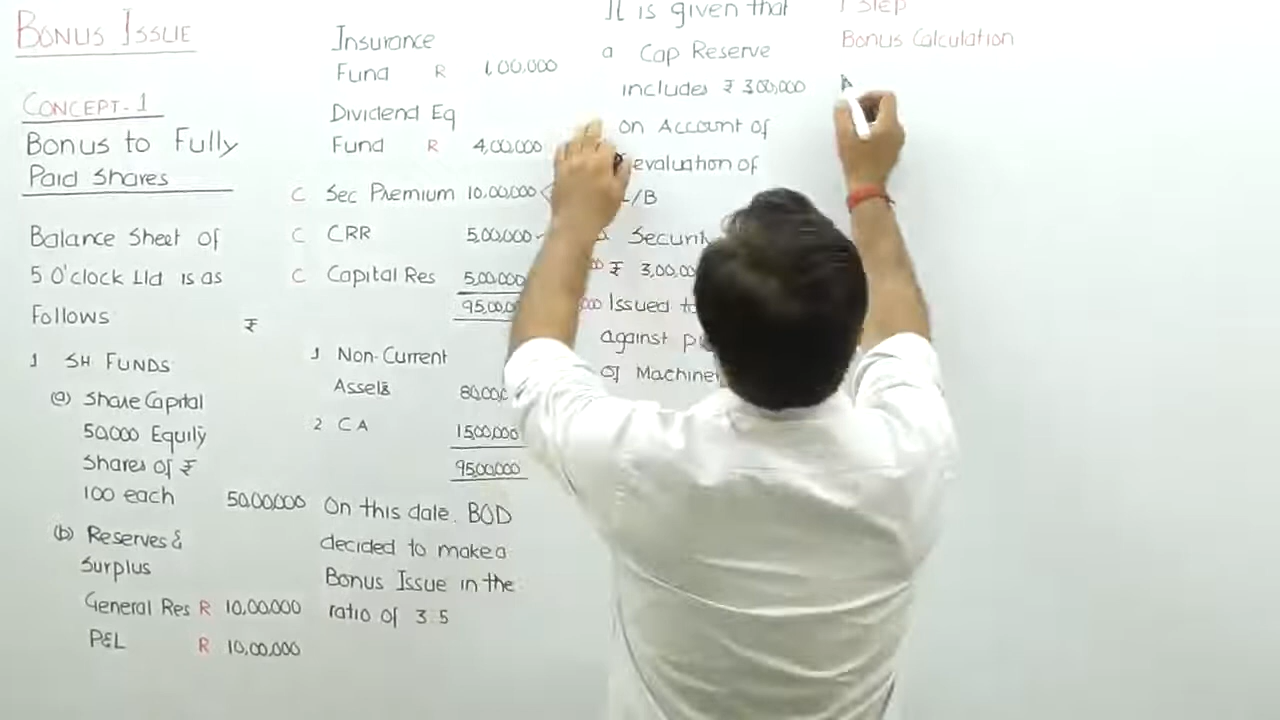 BONUS ISSUE
CONCEPT-1
Bonus to Fully
Paid Shares
Balance Sheet of
5 O'clock Ltd is as
Follows
₹
1 SH FUNDS
(a) Share Capital
50,000 Equity
Shares of ₹
100 each 50,00,000
(b) Reserves &
Surplus
General Res R 10,00,000
P&L R 10,00,000
Insurance
Fund R 1,00,000
Dividend Eq
Fund R 4,00,000
C Sec Premium 10,00,000
C CRR 5,00,000
C Capital Res 5,00,000
95,00,000
1 Non-Current
Assets
2 CA 15,00,000
95,00,000
On this date BOD
decided to make a
Bonus Issue in the
ratio of 3 5
It is given that
a Cap Reserve
includes ₹ 3,00,000
on Account of
evaluation of
L/B
₹ 3,00,00
Issued to
against
of
1 STEP
Bonus Calculation